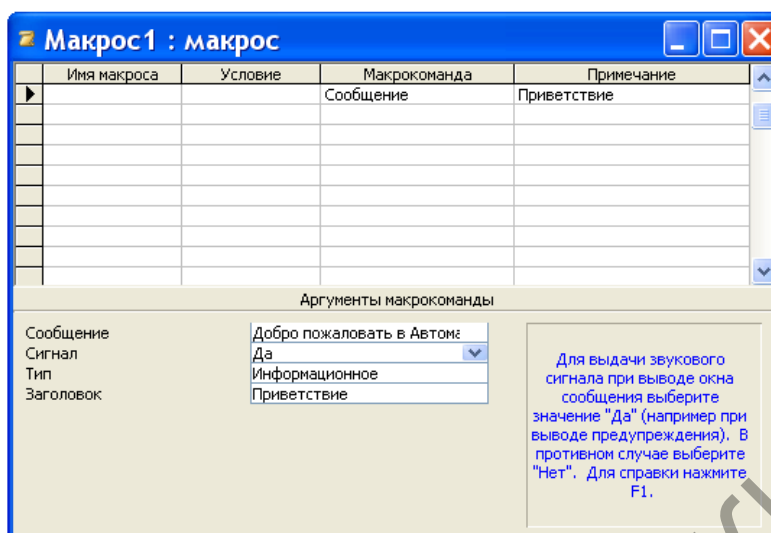 Макрос1 : макрос
Имя макроса Условие Макрокоманда Примечание
Сообщение Приветствие
Аргументы макрокоманды
Сообщение Добро пожаловать в Автома
Сигнал Да
Тип Информационное
Заголовок Приветствие
Для выдачи звукового
сигнала при выводе окна
сообщения выберите
значение "Да" (например при
выводе предупреждения). В
противном случае выберите
"Нет". Для справки нажмите
F1.